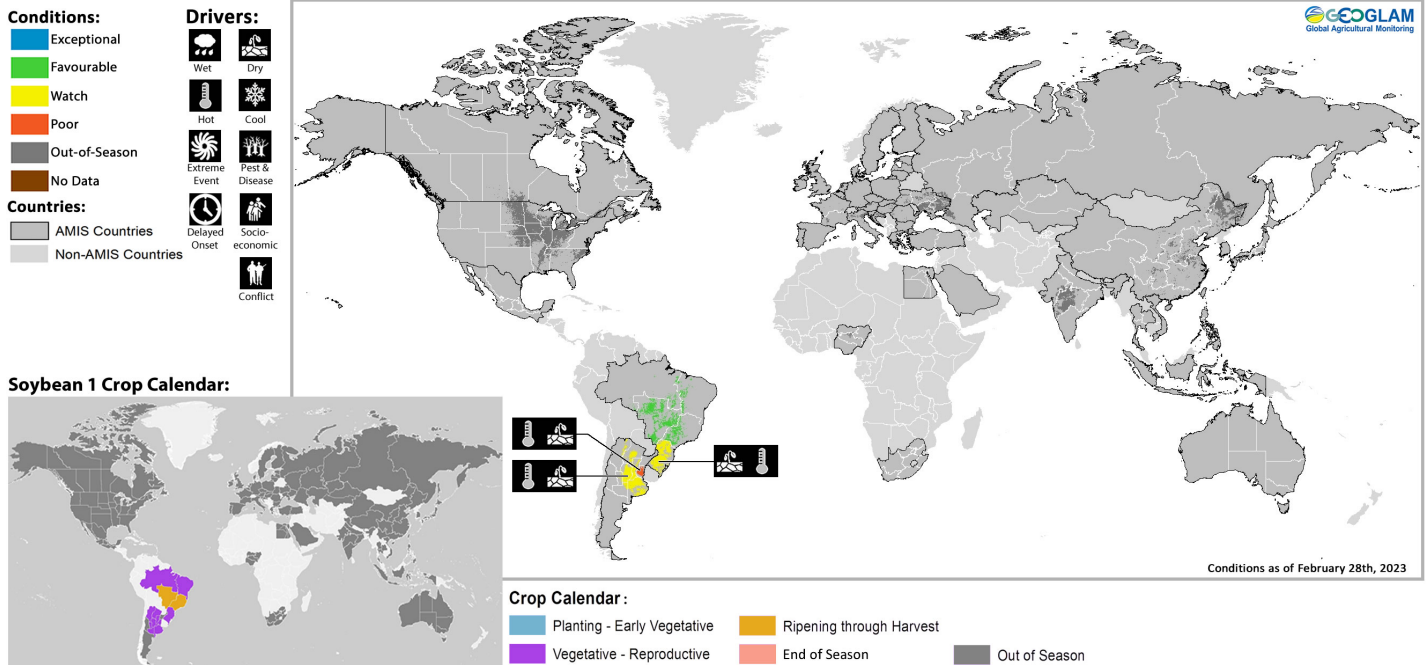 Conditions:
Exceptional
Favourable
Watch
Poor
Out-of-Season
No Data
Countries:
AMIS Countries
Non-AMIS Countries
Drivers:
Wet
Dry
Hot
Cool
Extreme
Event
Pest &
Disease
Delayed
Onset
Socio-
economic
Conflict
GEOGLAM
Global Agricultural Monitoring
Soybean 1 Crop Calendar:
Conditions as of February 28th, 2023
Crop Calendar :
Planting - Early Vegetative
Ripening through Harvest
Vegetative - Reproductive
End of Season
Out of Season